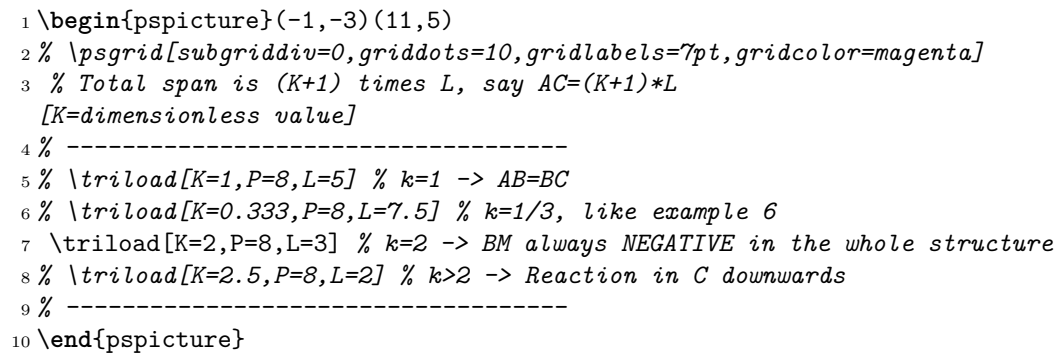 1 \begin{pspicture}(-1,-3)(11,5)
2 % \psgrid[subgriddiv=0,griddots=10,gridlabels=7pt,gridcolor=magenta]
3 % Total span is (K+1) times L, say AC=(K+1)*L
[K=dimensionless value]
4 % ------------------------------------
5 % \triload[K=1,P=8,L=5] % k=1 -> AB=BC
6 % \triload[K=0.333,P=8,L=7.5] % k=1/3, like example 6
7 \triload[K=2,P=8,L=3] % k=2 -> BM always NEGATIVE in the whole structure
8 % \triload[K=2.5,P=8,L=2] % k>2 -> Reaction in C downwards
9 % ------------------------------------
10 \end{pspicture}